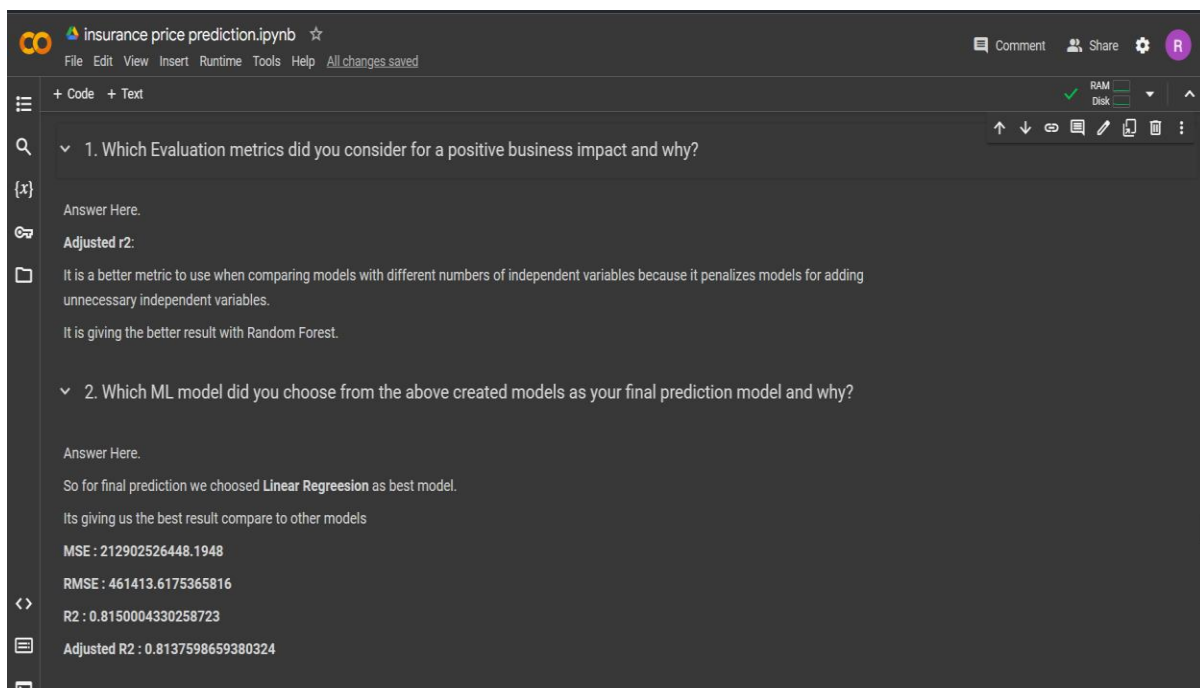 insurance price prediction.ipynb
Comment
Share
R
File Edit View Insert Runtime Tools Help All changes saved
+ Code + Text
RAM
Disk
1. Which Evaluation metrics did you consider for a positive business impact and why?
{x}
Answer Here.
Adjusted r2:
It is a better metric to use when comparing models with different numbers of independent variables because it penalizes models for adding
unnecessary independent variables.
It is giving the better result with Random Forest.
2. Which ML model did you choose from the above created models as your final prediction model and why?
Answer Here.
So for final prediction we choosed Linear Regreesion as best model.
Its giving us the best result compare to other models
MSE : 212902526448.1948
RMSE : 461413.6175365816
R2 : 0.8150004330258723
Adjusted R2 : 0.8137598659380324